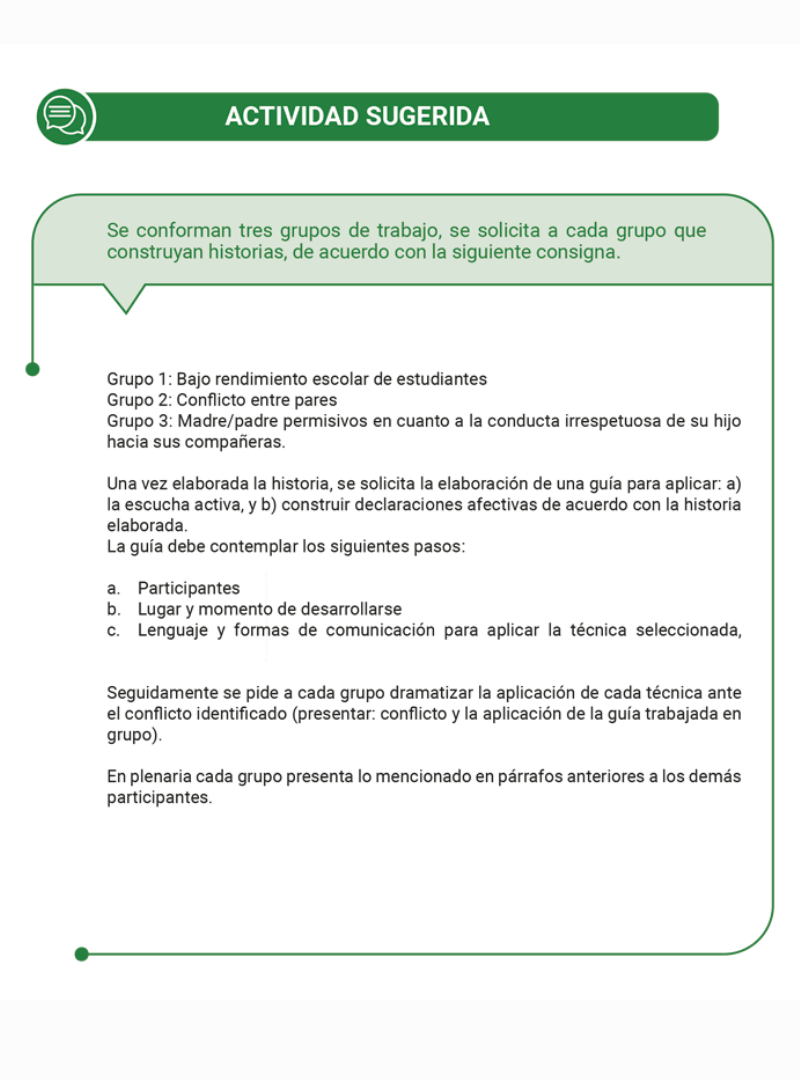 ACTIVIDAD SUGERIDA
Se conforman tres grupos de trabajo, se solicita a cada grupo que
construyan historias, de acuerdo con la siguiente consigna.
Grupo 1: Bajo rendimiento escolar de estudiantes
Grupo 2: Conflicto entre pares
Grupo 3: Madre/padre permisivos en cuanto a la conducta irrespetuosa de su hijo
hacia sus compañeras.
Una vez elaborada la historia, se solicita la elaboración de una guía para aplicar: a)
la escucha activa, y b) construir declaraciones afectivas de acuerdo con la historia
elaborada.
La guía debe contemplar los siguientes pasos:
a. Participantes
b. Lugar y momento de desarrollarse
c. Lenguaje y formas de comunicación para aplicar la técnica seleccionada,
Seguidamente se pide a cada grupo dramatizar la aplicación de cada técnica ante
el conflicto identificado (presentar: conflicto y la aplicación de la guía trabajada en
grupo).
En plenaria cada grupo presenta lo mencionado en párrafos anteriores a los demás
participantes.